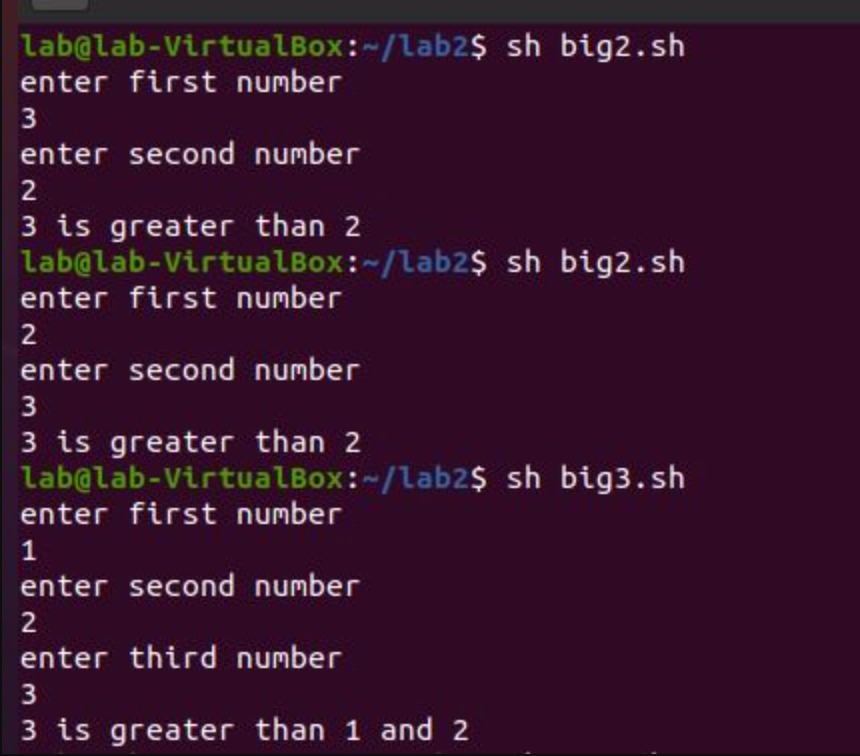 lab@lab-VirtualBox:~/lab2$ sh big2.sh
enter first number
3
enter second number
2
3 is greater than 2
lab@lab-VirtualBox:~/lab2$ sh big2.sh
enter first number
2
enter second number
3
3 is greater than 2
lab@lab-VirtualBox:~/lab2$ sh big3.sh
enter first number
1
enter second number
2
enter third number
3
3 is greater than 1 and 2